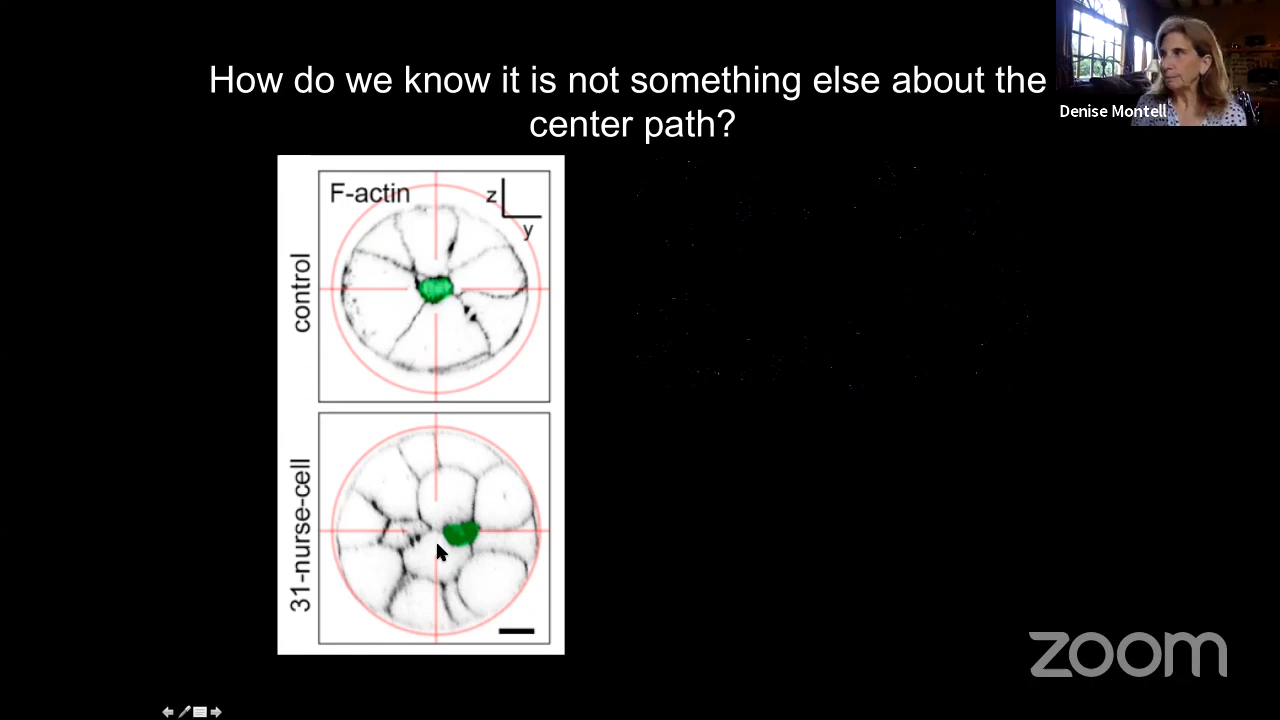 How do we know it is not something else about the
center path?
Denise Montell
F-actin
z
y
control
31-nurse-cell
zoom